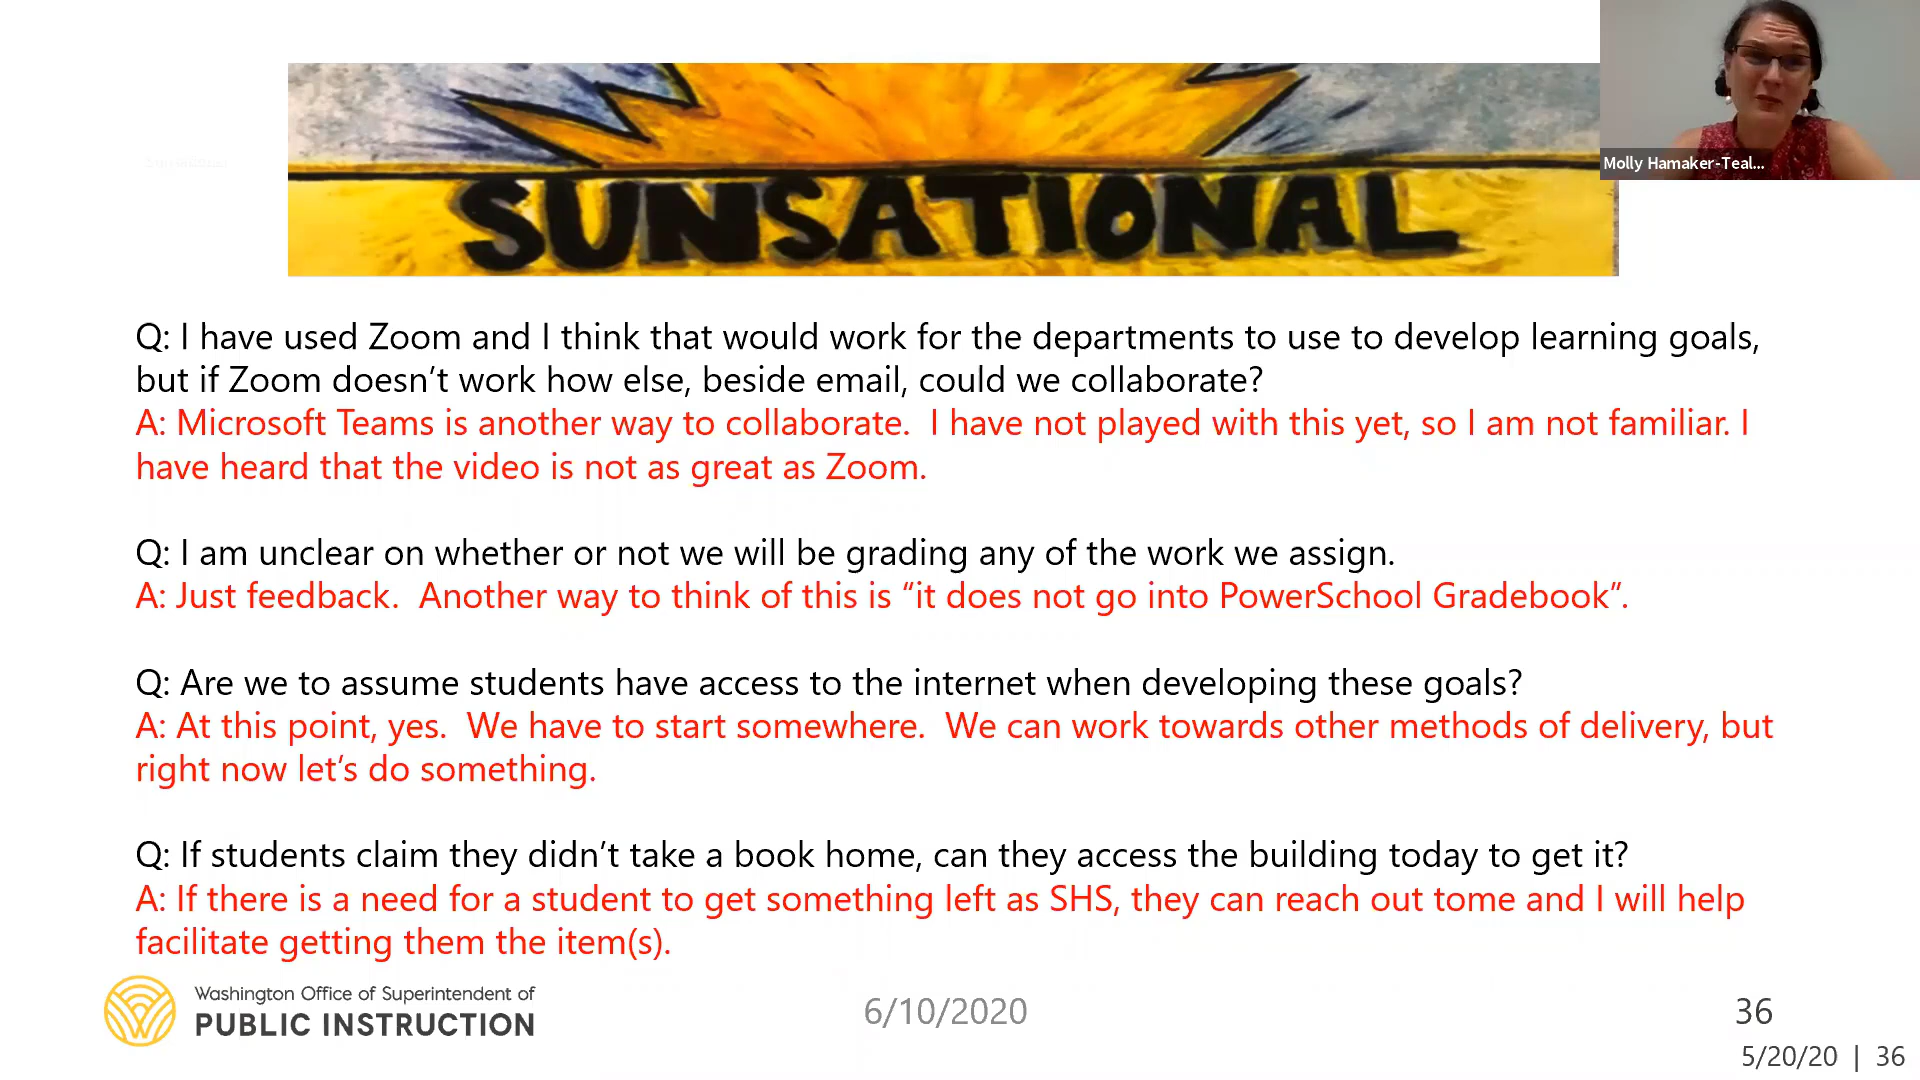 Molly Hamaker-Teal...
SUNSATIONAL
Q: I have used Zoom and I think that would work for the departments to use to develop learning goals,
but if Zoom doesn’t work how else, beside email, could we collaborate?
A: Microsoft Teams is another way to collaborate.  I have not played with this yet, so I am not familiar. I
have heard that the video is not as great as Zoom.
Q: I am unclear on whether or not we will be grading any of the work we assign.
A: Just feedback.  Another way to think of this is “it does not go into PowerSchool Gradebook”.
Q: Are we to assume students have access to the internet when developing these goals?
A: At this point, yes.  We have to start somewhere.  We can work towards other methods of delivery, but
right now let’s do something.
Q: If students claim they didn’t take a book home, can they access the building today to get it?
A: If there is a need for a student to get something left as SHS, they can reach out tome and I will help
facilitate getting them the item(s).
Washington Office of Superintendent of
PUBLIC INSTRUCTION
6/10/2020
36
5/20/20 | 36